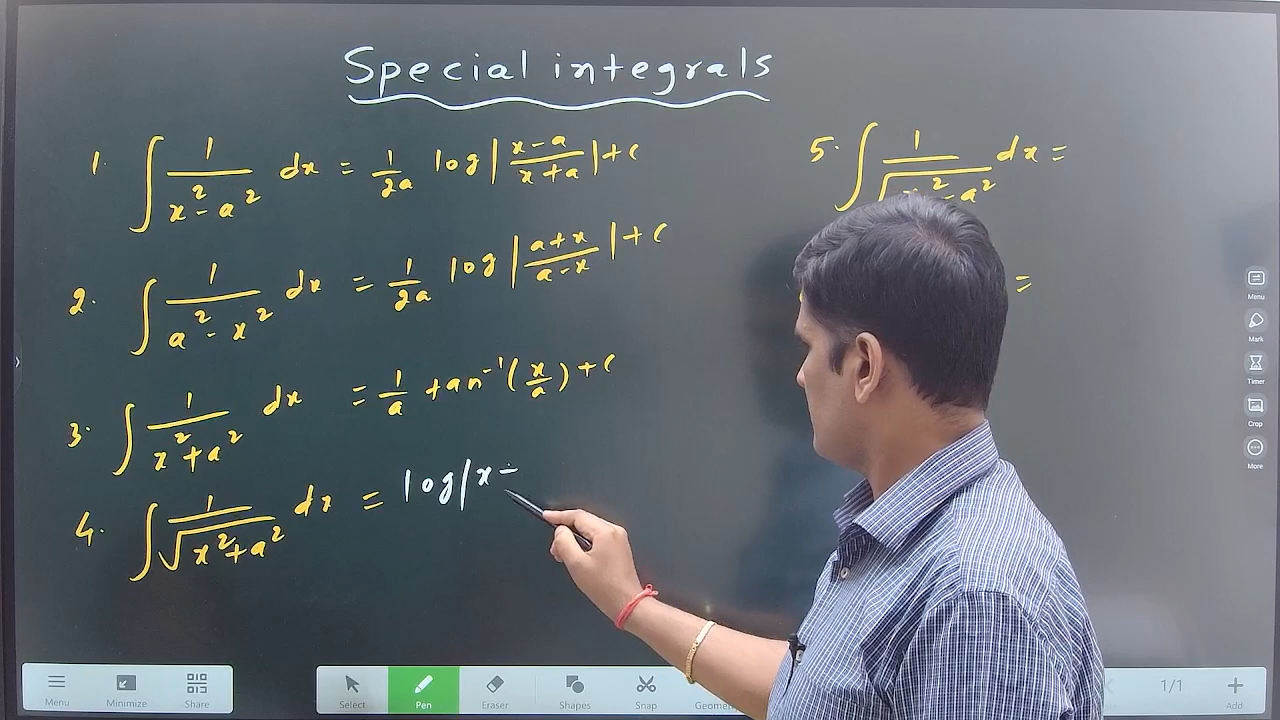 Special integrals
1. ∫ 1/(x² - a²) dx = 1/2a log|(x-a)/(x+a)| + c
2. ∫ 1/(a² - x²) dx = 1/2a log|(a+x)/(a-x)| + c
3. ∫ 1/(x² + a²) dx = 1/a tan⁻¹(x/a) + c
4. ∫ 1/√(x² + a²) dx = log|x -
5. ∫ 1/√(x² - a²) dx =
=
Menu
Mark
Timer
Crop
More
Menu Minimize Share Select Pen Eraser Shapes Snap 1/1 Add